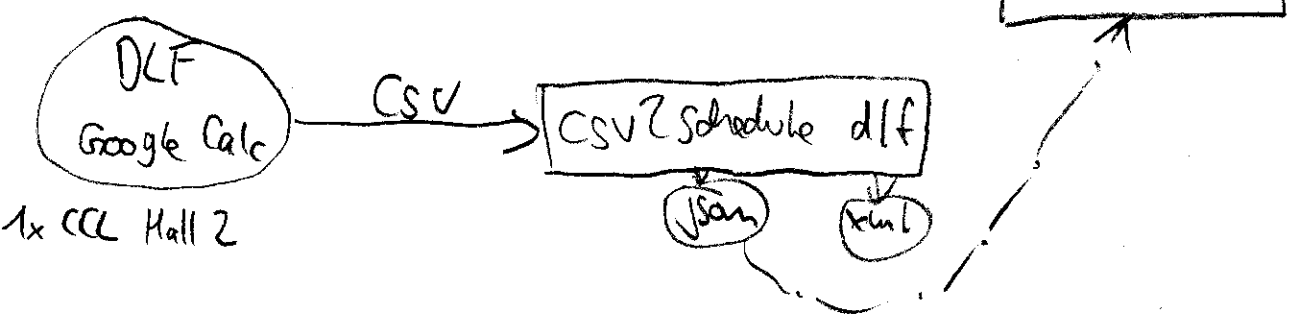 DLF
Google Calc
CSV
CSV2Schedule dlf
json
xml
1x CCL Hall 2